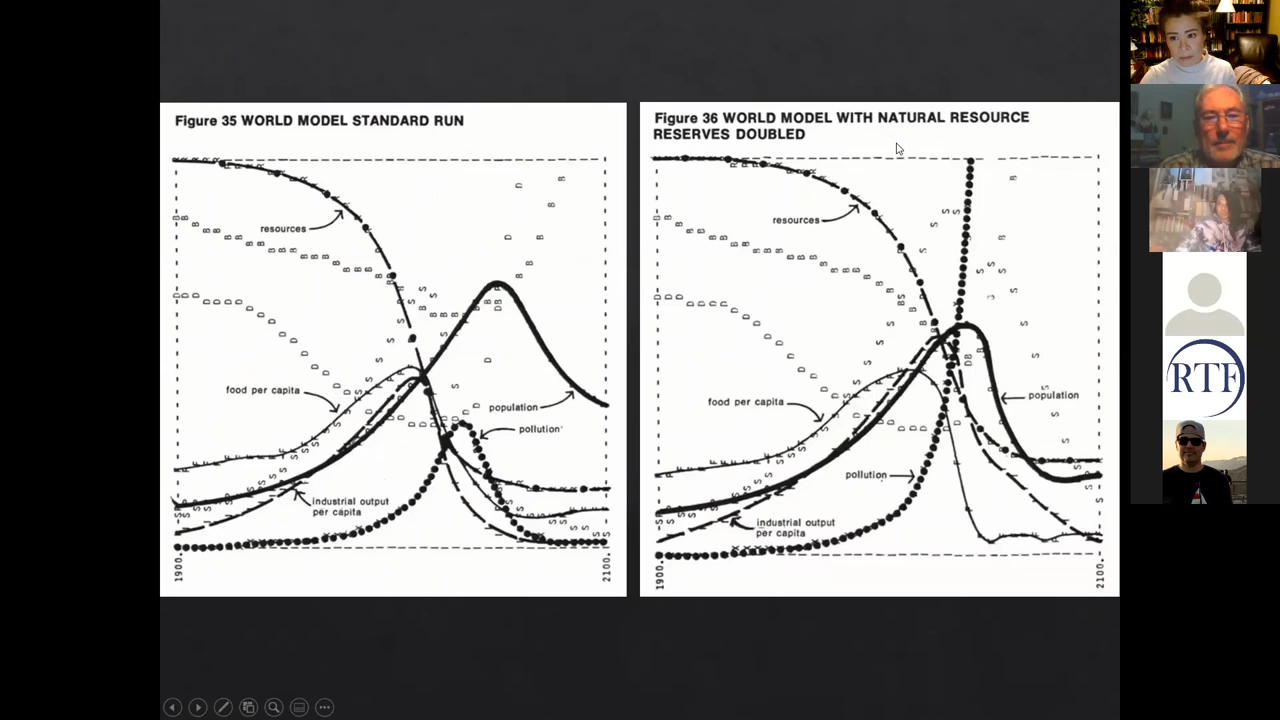 Figure 35 WORLD MODEL STANDARD RUN
resources
food per capita
population
pollution
industrial output
per capita
1900.
2100.
Figure 36 WORLD MODEL WITH NATURAL RESOURCE
RESERVES DOUBLED
resources
food per capita
population
pollution
industrial output
per capita
1900.
2100.
RTF